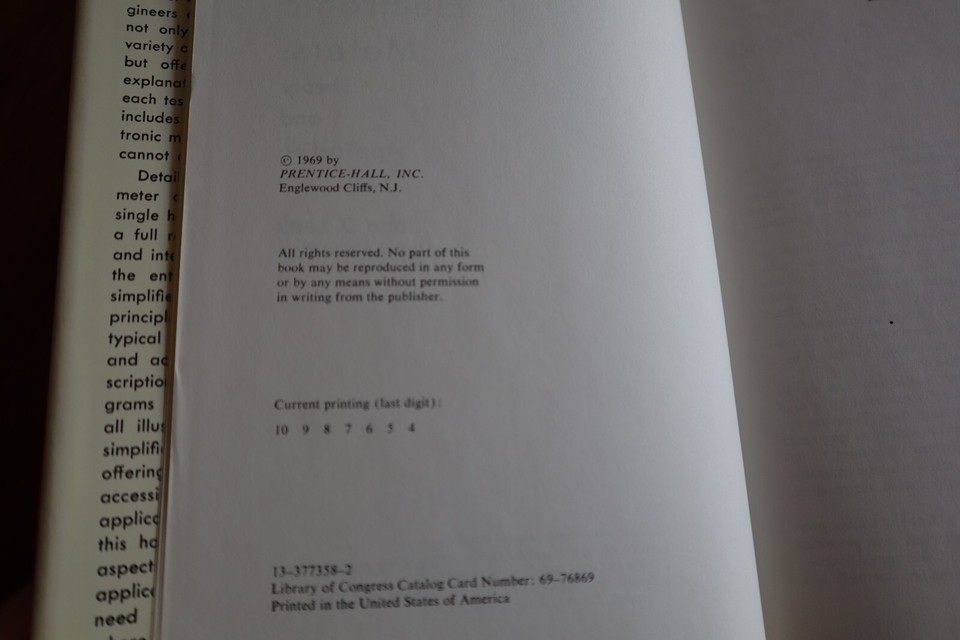 gineers
not only
variety
but offe
explanat
each tes
includes
tronic m
cannot
Detai
meter
single h
a full r
and inte
the ent
simplifie
principl
typical
and ac
scriptio
grams
all illus
simplifi
offering
accessi
applicc
this ha
aspect
applic
need
© 1969 by
PRENTICE-HALL, INC.
Englewood Cliffs, N.J.
All rights reserved. No part of this
book may be reproduced in any form
or by any means without permission
in writing from the publisher.
Current printing (last digit):
10 9 8 7 6 5 4
13-377358-2
Library of Congress Catalog Card Number: 69-76869
Printed in the United States of America